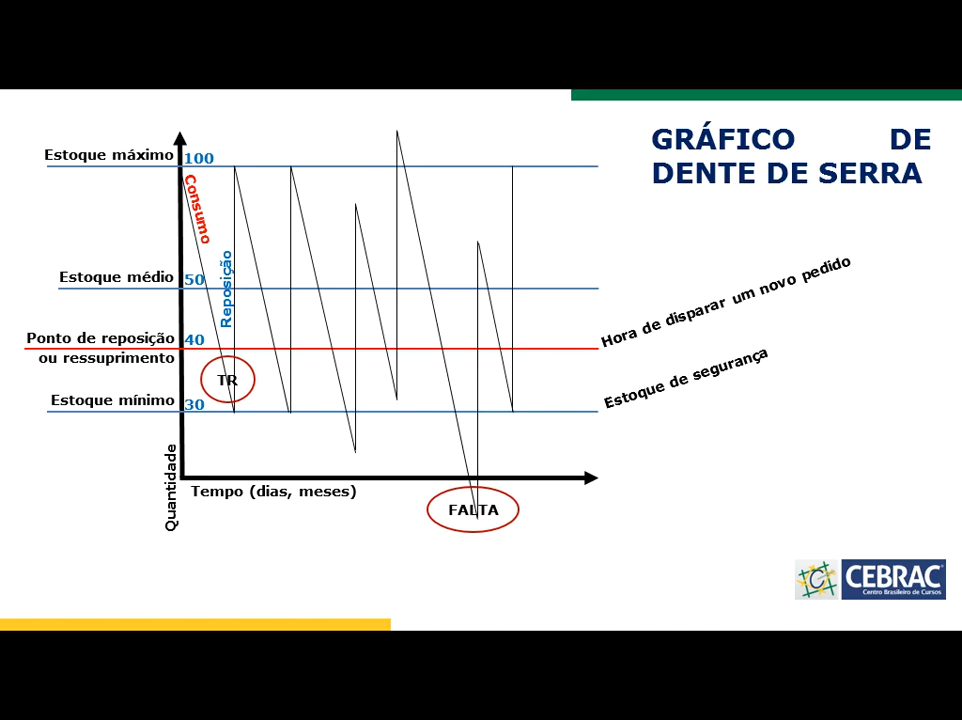 GRÁFICO DE
DENTE DE SERRA
Estoque máximo
100
Consumo
Reposição
Estoque médio
50
Hora de disparar um novo pedido
Ponto de reposição
ou ressuprimento
40
TR
Estoque de segurança
Estoque mínimo
30
Quantidade
Tempo (dias, meses)
FALTA
C
CEBRAC
Centro Brasileiro de Cursos